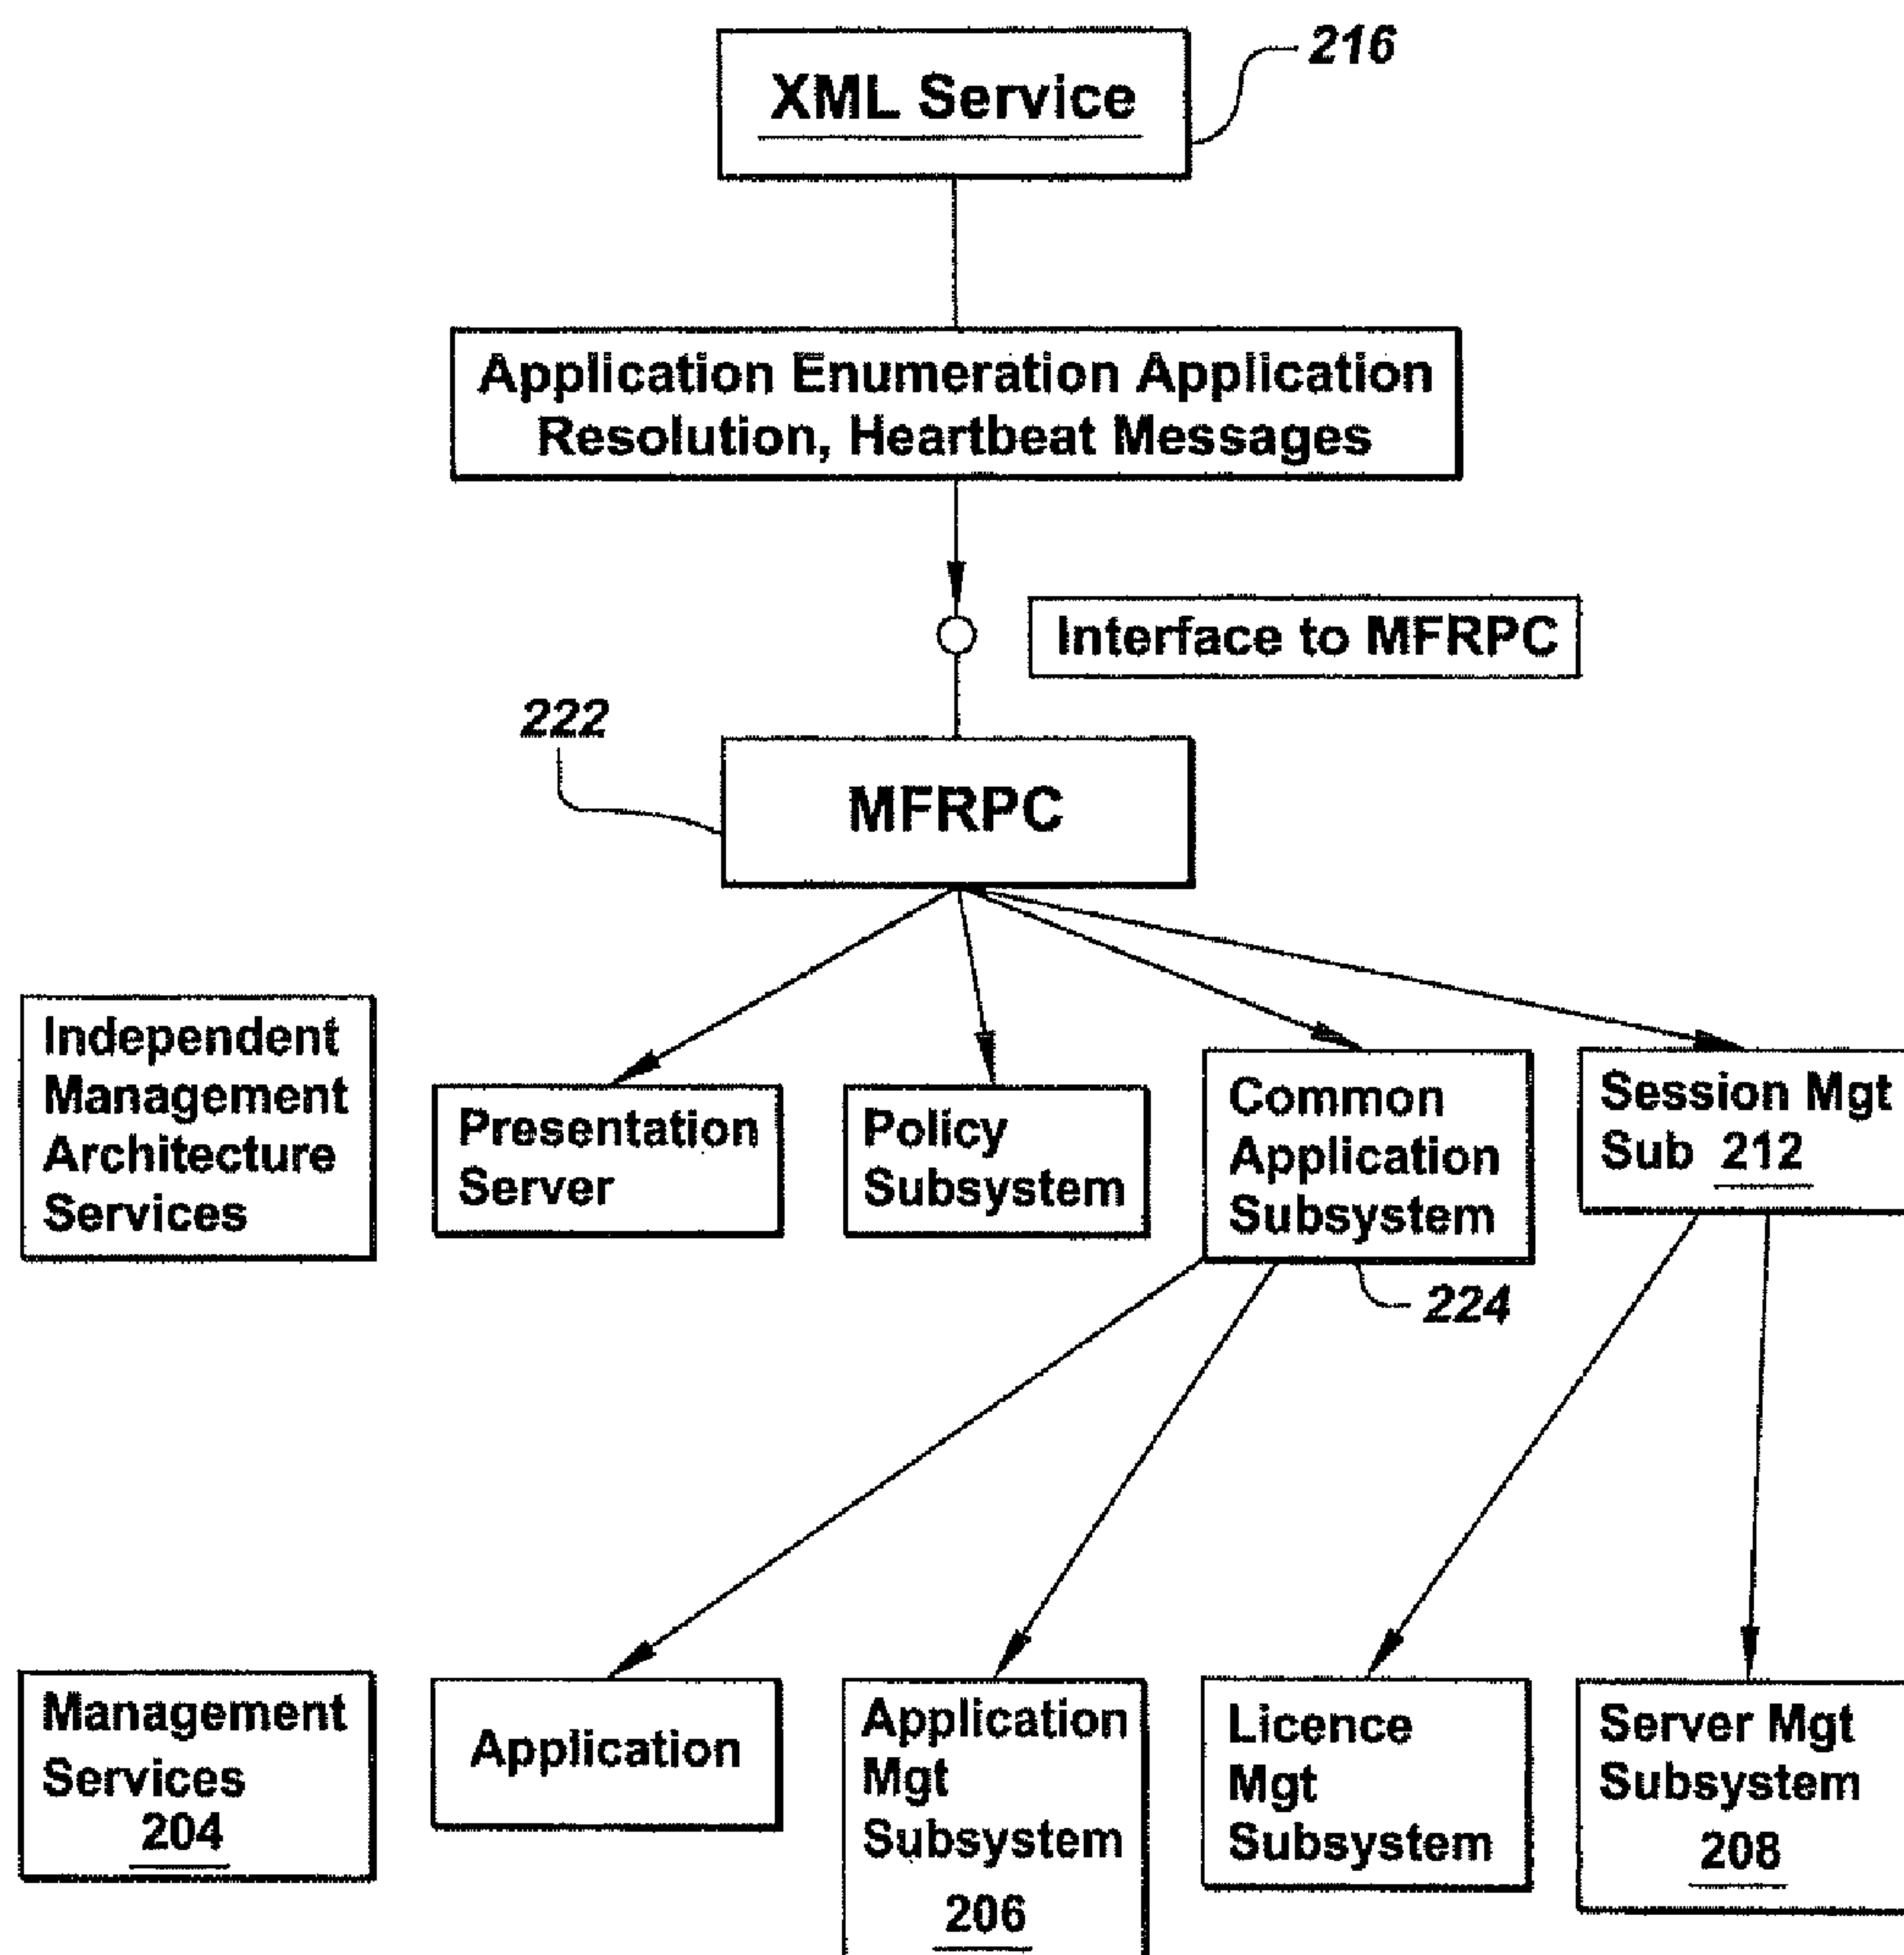 216
XML Service
Application Enumeration Application
Resolution, Heartbeat Messages
Interface to MFRPC
222
MFRPC
Independent
Management
Architecture
Services
Presentation
Server
Policy
Subsystem
Common
Application
Subsystem
Session Mgt
Sub 212
224
Management
Services
204
Application
Application
Mgt
Subsystem
206
Licence
Mgt
Subsystem
Server Mgt
Subsystem
208